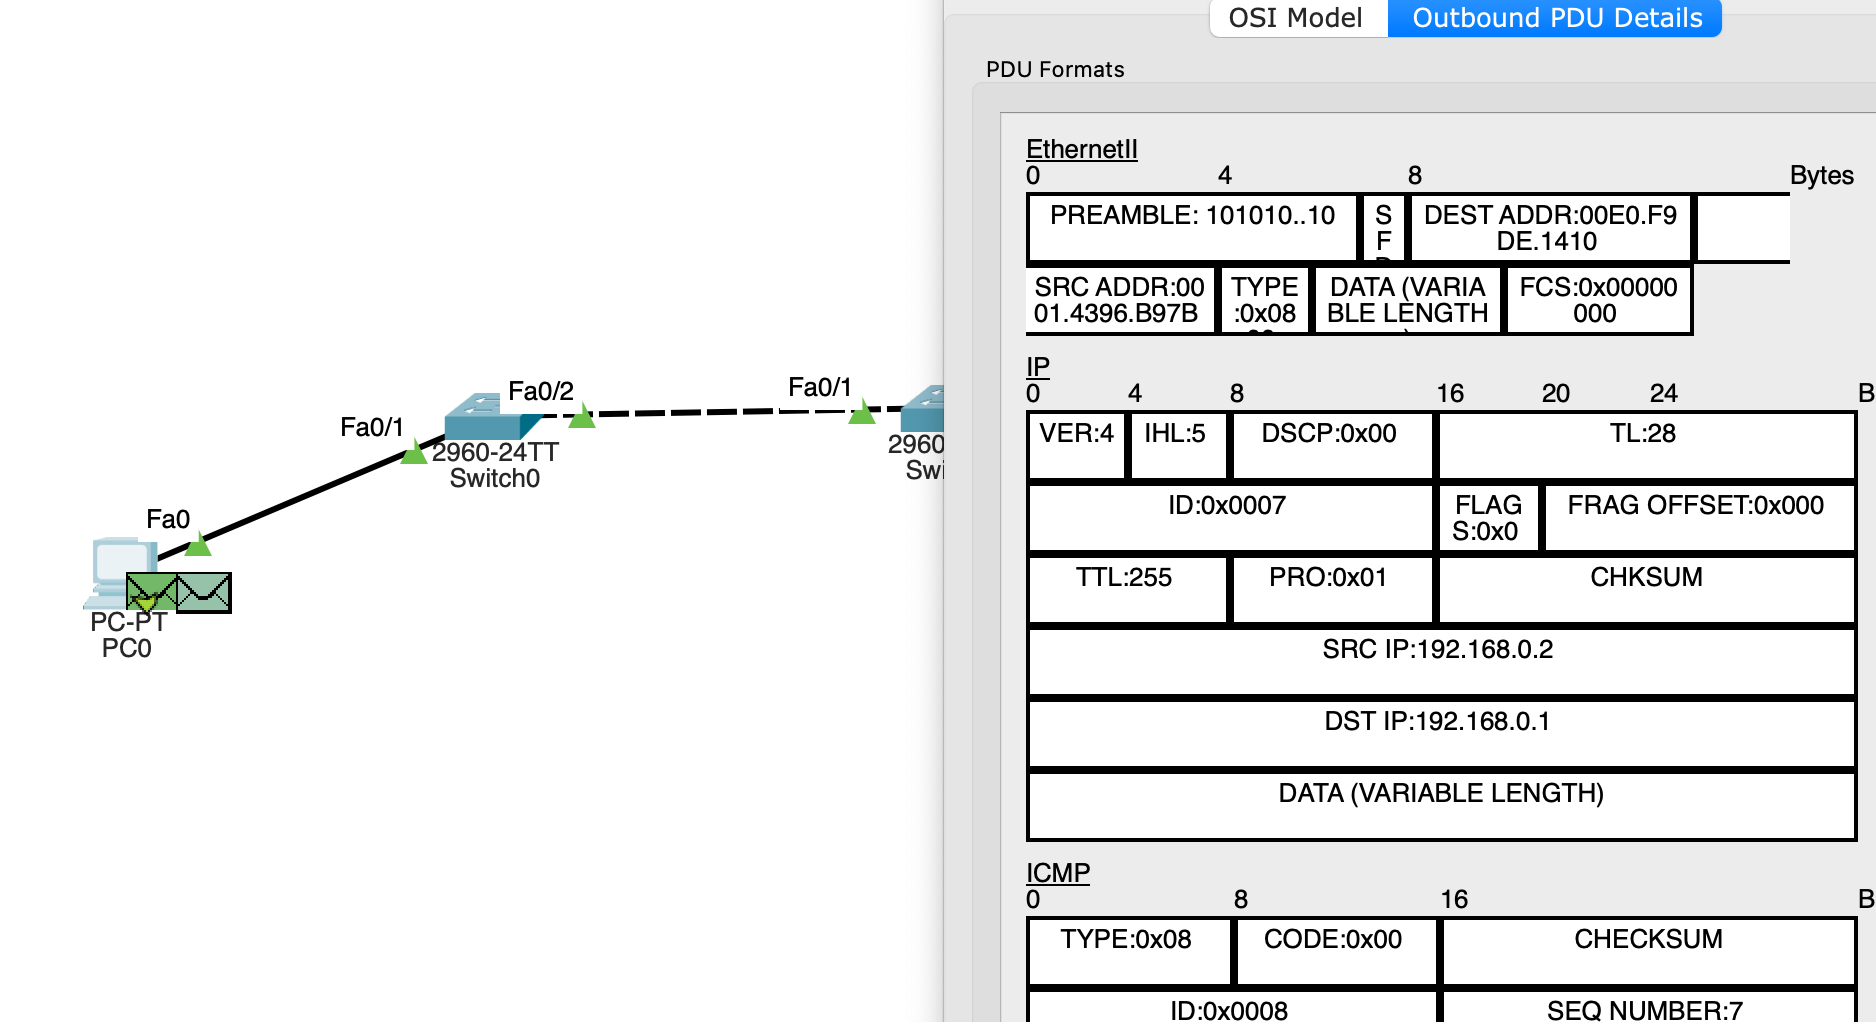 OSI Model
Outbound PDU Details
PDU Formats
EthernetII
0 4 8 Bytes
PREAMBLE: 101010..10
S
F
DEST ADDR:00E0.F9
DE.1410
SRC ADDR:00
01.4396.B97B
TYPE
:0x08
DATA (VARIA
BLE LENGTH
FCS:0x00000
000
IP
0 4 8 16 20 24 B
VER:4 IHL:5 DSCP:0x00 TL:28
ID:0x0007
FLAG
S:0x0
FRAG OFFSET:0x000
TTL:255 PRO:0x01 CHKSUM
SRC IP:192.168.0.2
DST IP:192.168.0.1
DATA (VARIABLE LENGTH)
ICMP
0 8 16 B
TYPE:0x08 CODE:0x00 CHECKSUM
ID:0x0008 SEQ NUMBER:7
Fa0/2
Fa0/1
Fa0/1
2960-24TT
Switch0
2960
Swi
Fa0
PC-PT
PC0